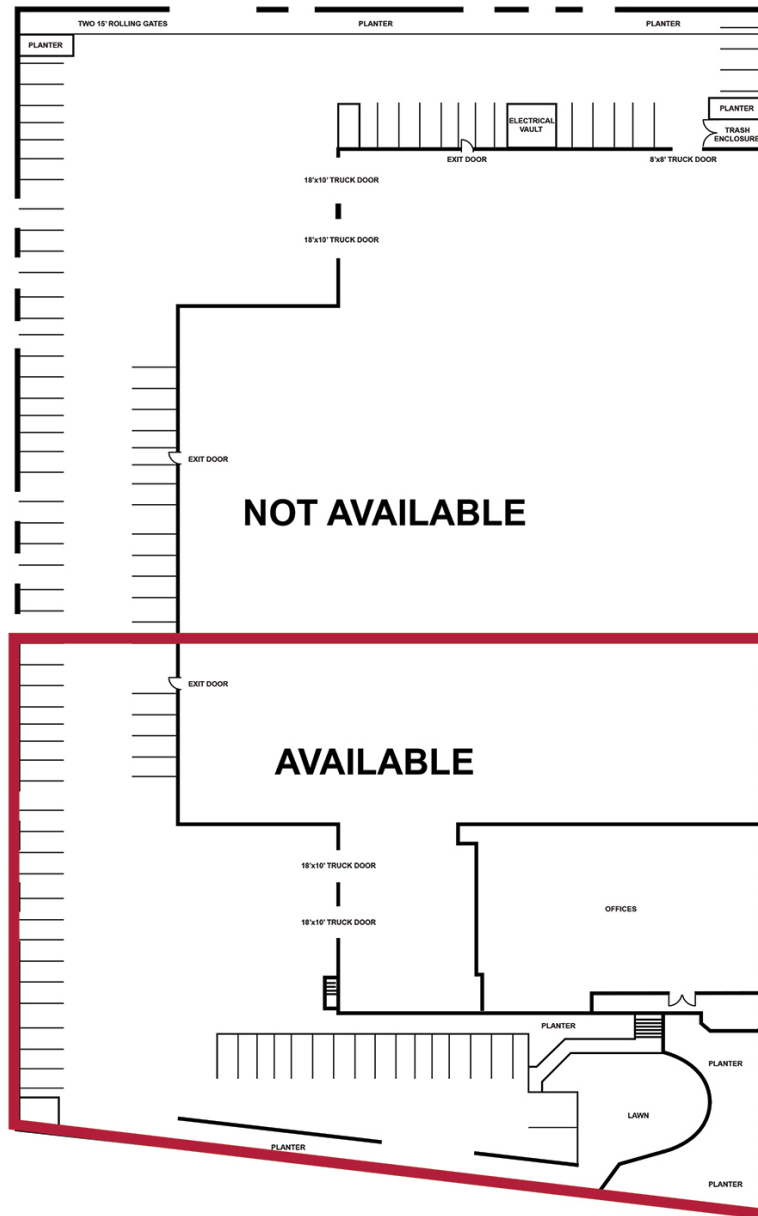 TWO 15' ROLLING GATES
PLANTER
PLANTER
PLANTER
PLANTER
ELECTRICAL
VAULT
TRASH
ENCLOSURE
EXIT DOOR
8'x8' TRUCK DOOR
18'x10' TRUCK DOOR
18'x10' TRUCK DOOR
EXIT DOOR
NOT AVAILABLE
EXIT DOOR
AVAILABLE
18'x10' TRUCK DOOR
OFFICES
18'x10' TRUCK DOOR
PLANTER
PLANTER
LAWN
PLANTER
PLANTER